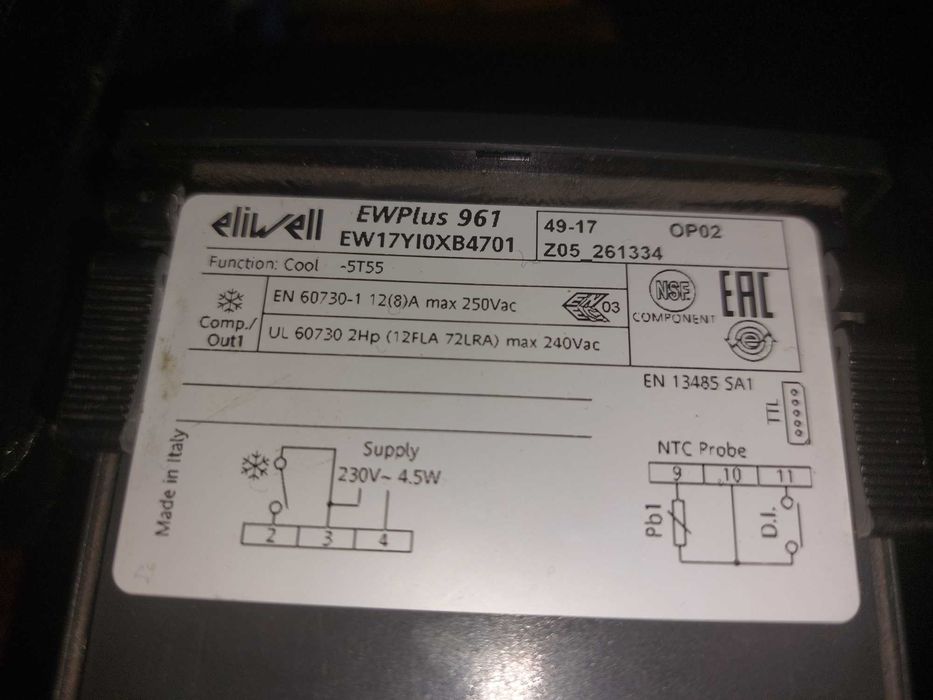 eliwell
EWPlus 961
EW17YI0XB4701
49-17 OP02
Z05_261334
Function: Cool -5T55
Comp./
Out1
EN 60730-1 12(8)A max 250Vac
UL 60730 2Hp (12FLA 72LRA) max 240Vac
03
NSF
COMPONENT
EAC
EN 13485 SA1
TTL
Made in Italy
Supply
230V~ 4.5W
2 3 4
NTC Probe
9 10 11
Pb1
D.I.